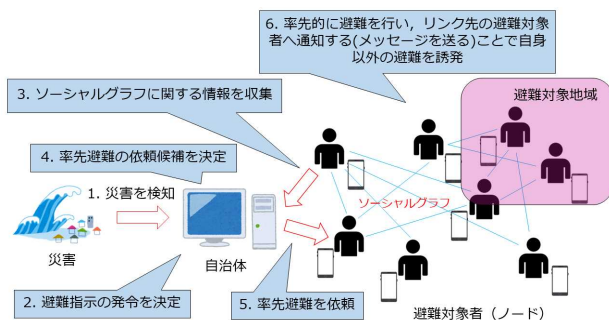 6. 率先的に避難を行い，リンク先の避難対象
者へ通知する(メッセージを送る)ことで自身
以外の避難を誘発
3. ソーシャルグラフに関する情報を収集
避難対象地域
4. 率先避難の依頼候補を決定
1. 災害を検知
ソーシャルグラフ
災害
自治体
2. 避難指示の発令を決定
5. 率先避難を依頼
避難対象者（ノード）